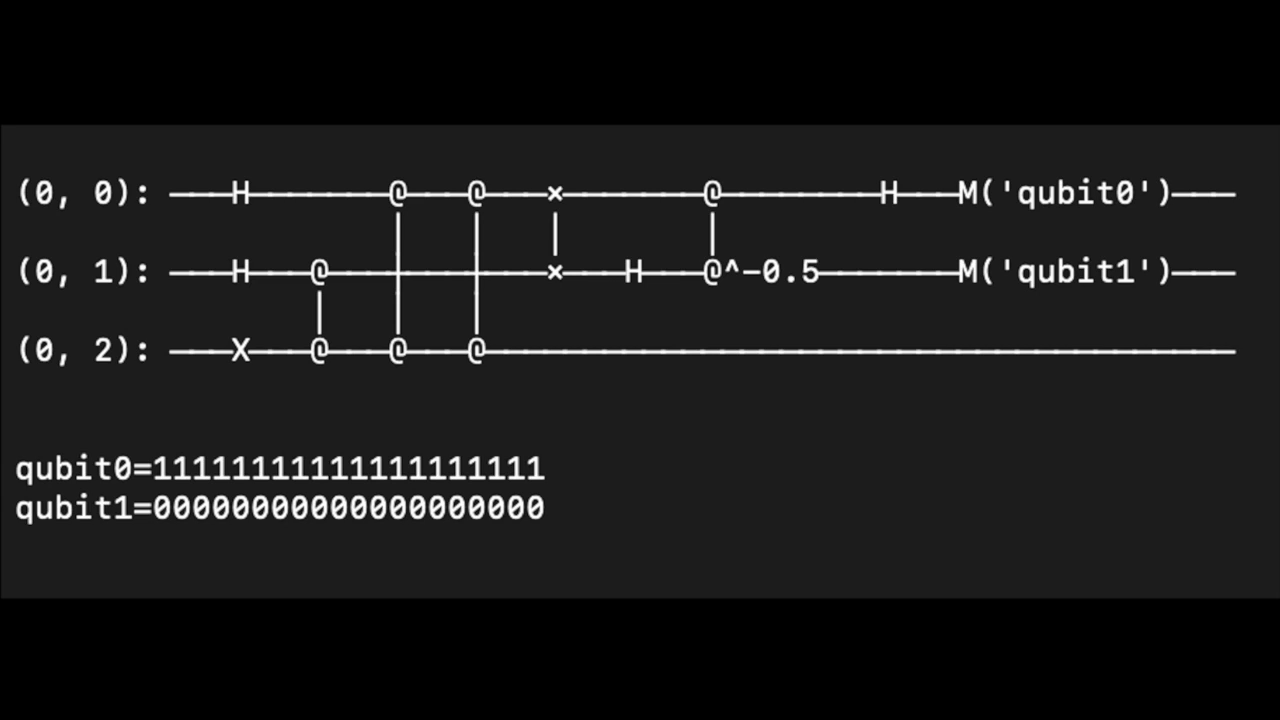 (0, 0): ───H────────@───@───×───────@────────H───M('qubit0')───
(0, 1): ───H───@────────────×───H───@^-0.5───────M('qubit1')───
(0, 2): ───X───@───@───@───────────────────────────────────────
qubit0=11111111111111111111
qubit1=00000000000000000000